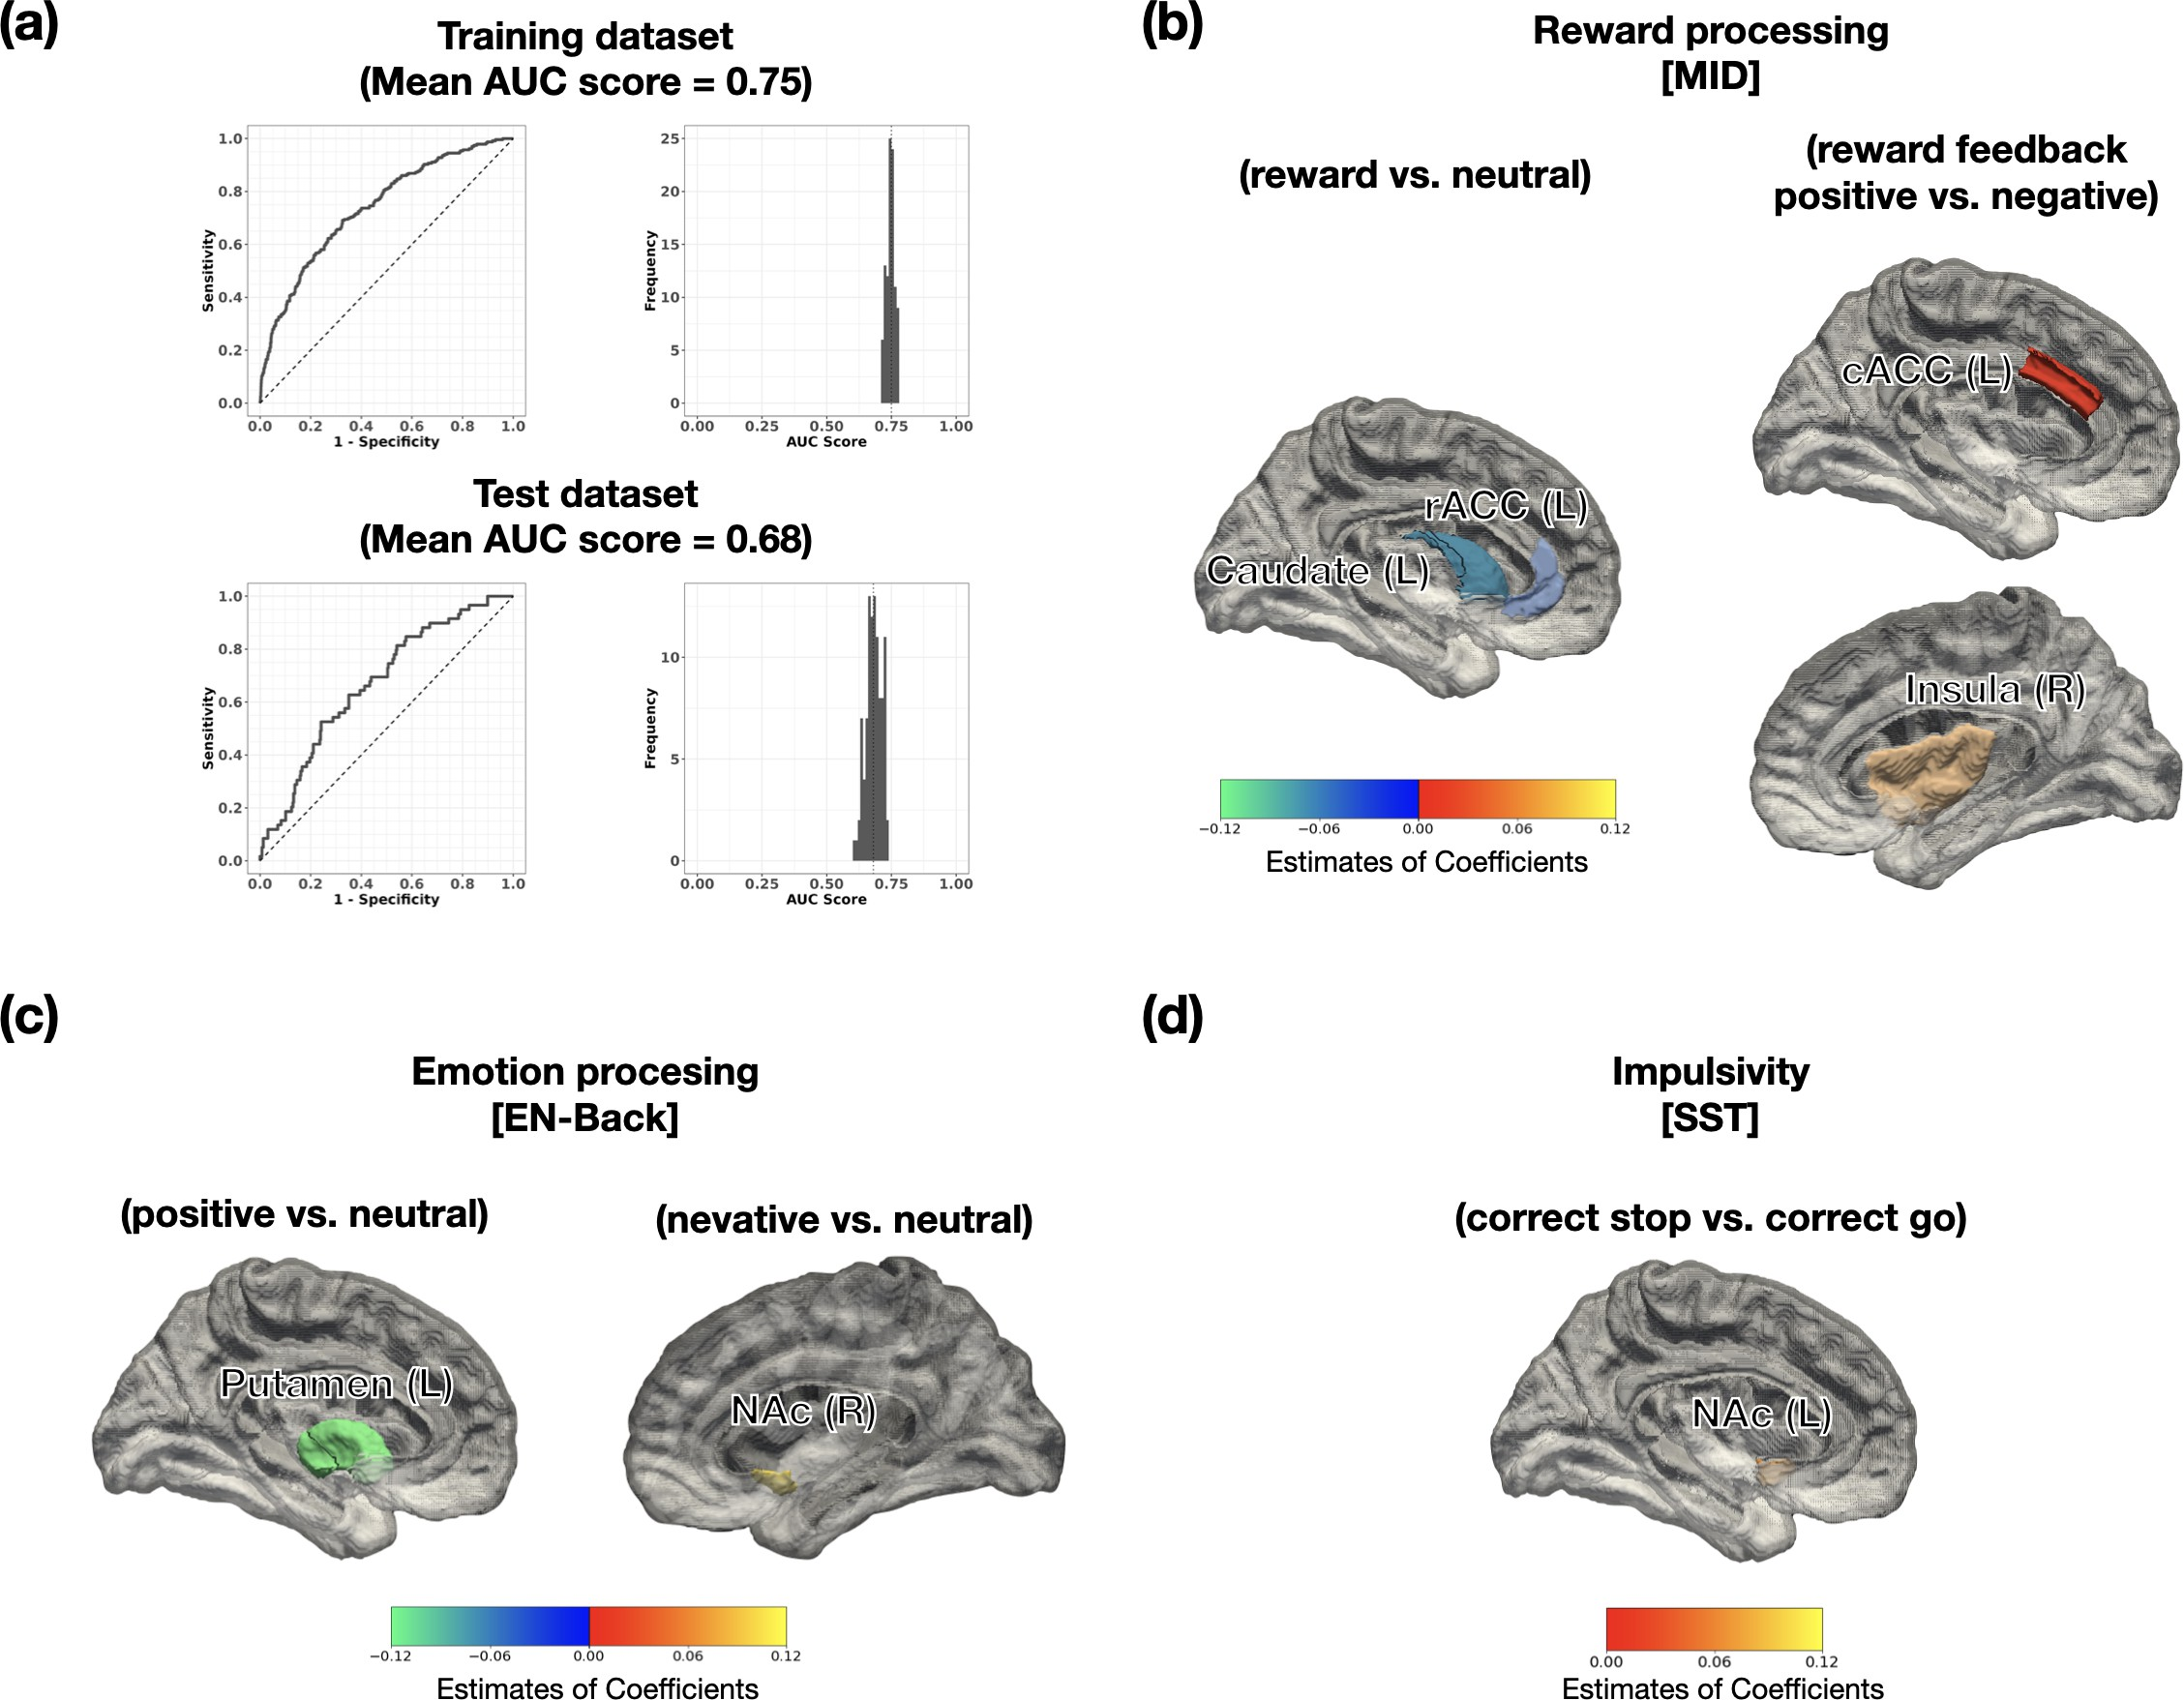 (a)
Training dataset
(Mean AUC score = 0.75)
1.0
0.8
0.6
0.4
0.2
0.0
Sensitivity
0.0 0.2 0.4 0.6 0.8 1.0
1 - Specificity
25
20
15
10
5
0
Frequency
0.00 0.25 0.50 0.75 1.00
AUC Score
Test dataset
(Mean AUC score = 0.68)
1.0
0.8
0.6
0.4
0.2
0.0
Sensitivity
0.0 0.2 0.4 0.6 0.8 1.0
1 - Specificity
10
5
0
Frequency
0.00 0.25 0.50 0.75 1.00
AUC Score
(b)
Reward processing
[MID]
(reward vs. neutral)
rACC (L)
Caudate (L)
(reward feedback
positive vs. negative)
cACC (L)
Insula (R)
−0.12 −0.06 0.00 0.06 0.12
Estimates of Coefficients
(c)
Emotion procesing
[EN-Back]
(positive vs. neutral)
Putamen (L)
(nevative vs. neutral)
NAc (R)
−0.12 −0.06 0.00 0.06 0.12
Estimates of Coefficients
(d)
Impulsivity
[SST]
(correct stop vs. correct go)
NAc (L)
0.00 0.06 0.12
Estimates of Coefficients